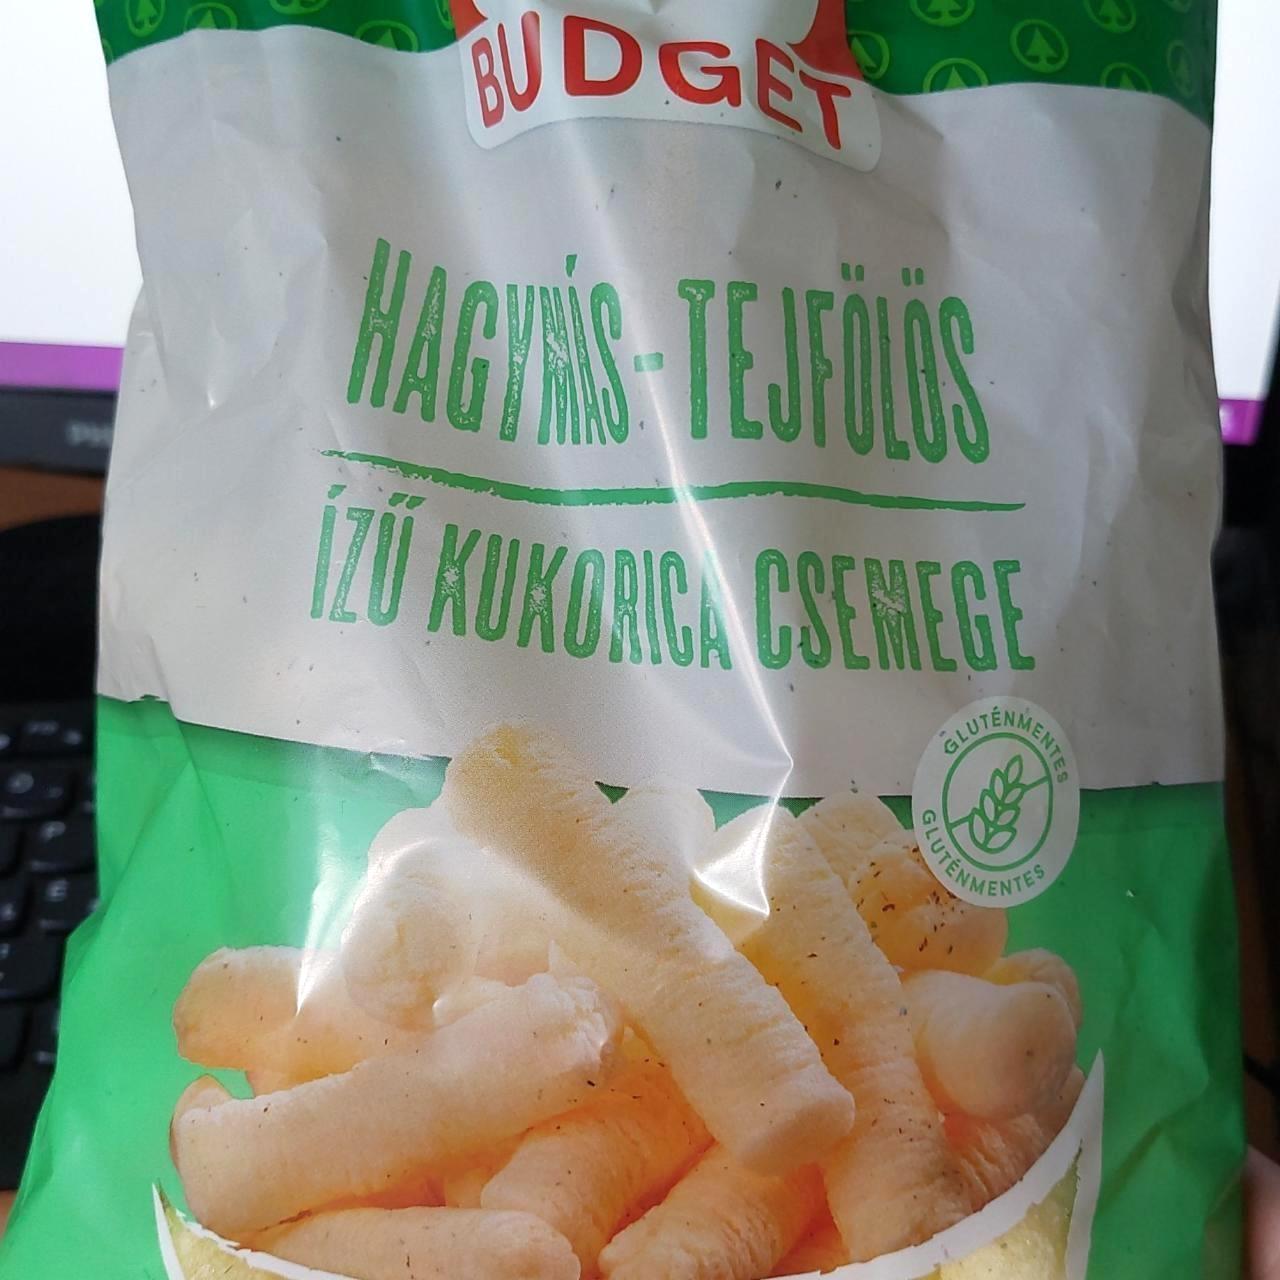 BUDGET
HAGYMÁS-TEJFÖLÖS
ÍZŰ KUKORICA CSEMEGE
GLUTÉNMENTES
GLUTÉNMENTES